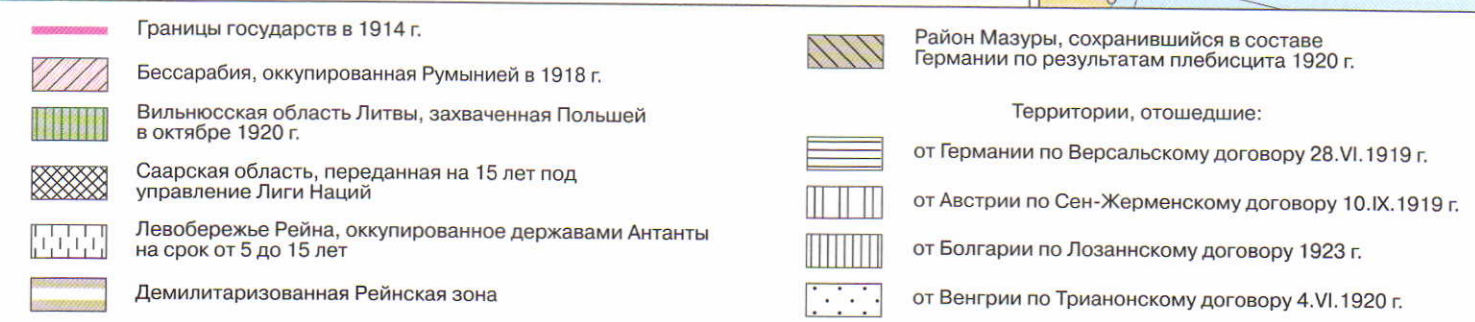 Границы государств в 1914 г.
Бессарабия, оккупированная Румынией в 1918 г.
Вильнюсская область Литвы, захваченная Польшей
в октябре 1920 г.
Саарская область, переданная на 15 лет под
управление Лиги Наций
Левобережье Рейна, оккупированное державами Антанты
на срок от 5 до 15 лет
Демилитаризованная Рейнская зона
Район Мазуры, сохранившийся в составе
Германии по результатам плебисцита 1920 г.
Территории, отошедшие:
от Германии по Версальскому договору 28.VI.1919 г.
от Австрии по Сен-Жерменскому договору 10.IX.1919 г.
от Болгарии по Лозаннскому договору 1923 г.
от Венгрии по Трианонскому договору 4.VI.1920 г.